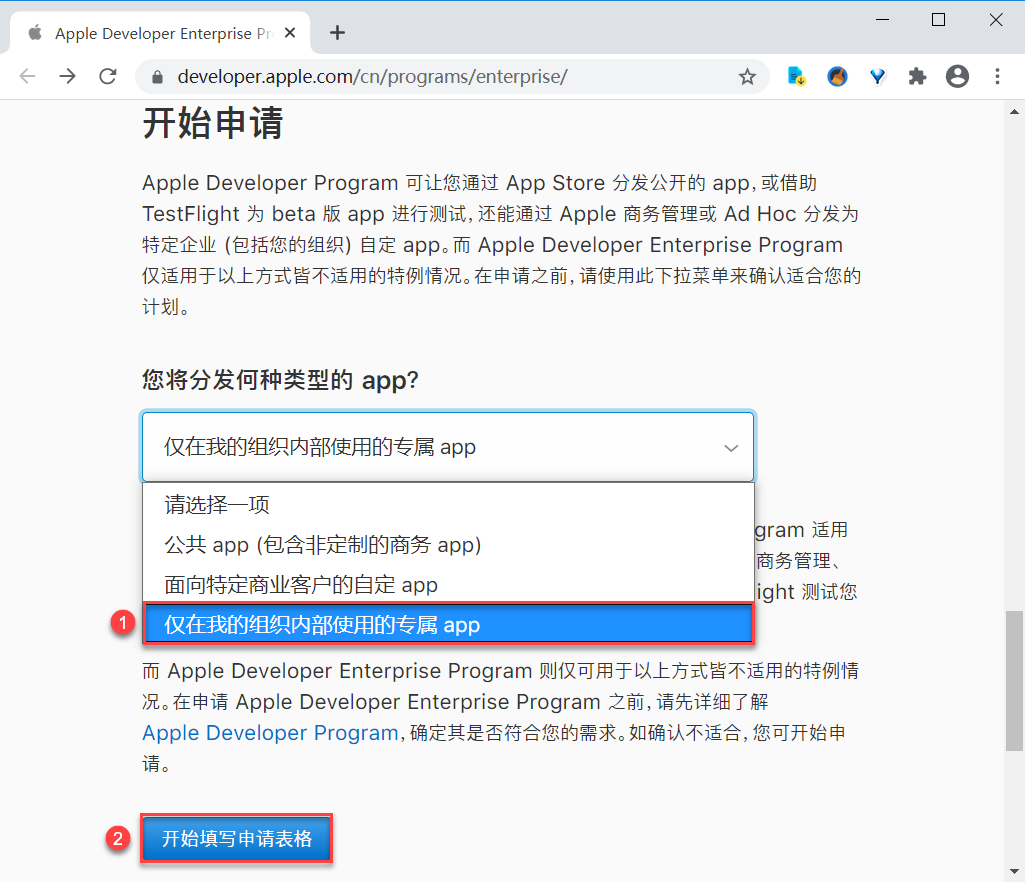 Apple Developer Enterprise Pr
developer.apple.com/cn/programs/enterprise/
开始申请
Apple Developer Program 可让您通过 App Store 分发公开的 app，或借助
TestFlight 为 beta 版 app 进行测试，还能通过 Apple 商务管理或 Ad Hoc 分发为
特定企业 (包括您的组织) 自定 app。而 Apple Developer Enterprise Program
仅适用于以上方式皆不适用的特例情况。在申请之前，请使用此下拉菜单来确认适合您的
计划。
您将分发何种类型的 app?
仅在我的组织内部使用的专属 app
请选择一项
公共 app (包含非定制的商务 app)
gram 适用
商务管理、
面向特定商业客户的自定 app
ight 测试您
1
仅在我的组织内部使用的专属 app
而 Apple Developer Enterprise Program 则仅可用于以上方式皆不适用的特例情
况。在申请 Apple Developer Enterprise Program 之前，请先详细了解
Apple Developer Program，确定其是否符合您的需求。如确认不适合，您可开始申
请。
2
开始填写申请表格